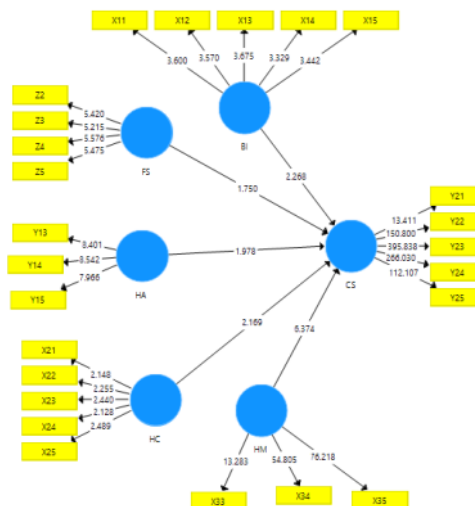 X11 X12 X13 X14 X15
3.600 3.570 3.675 3.329 3.442
BI
Z2
Z3
Z4
Z5
5.420
5.215
5.576
5.475
FS
1.750
2.268
Y13
Y14
Y15
8.401
8.542
7.966
HA
1.978
Y21
Y22
Y23
Y24
Y25
13.411
150.800
395.838
266.030
112.107
CS
X21
X22
X23
X24
X25
2.148
2.255
2.440
2.128
2.489
HC
2.169
6.374
HM
13.283 54.805 76.218
X33 X34 X35